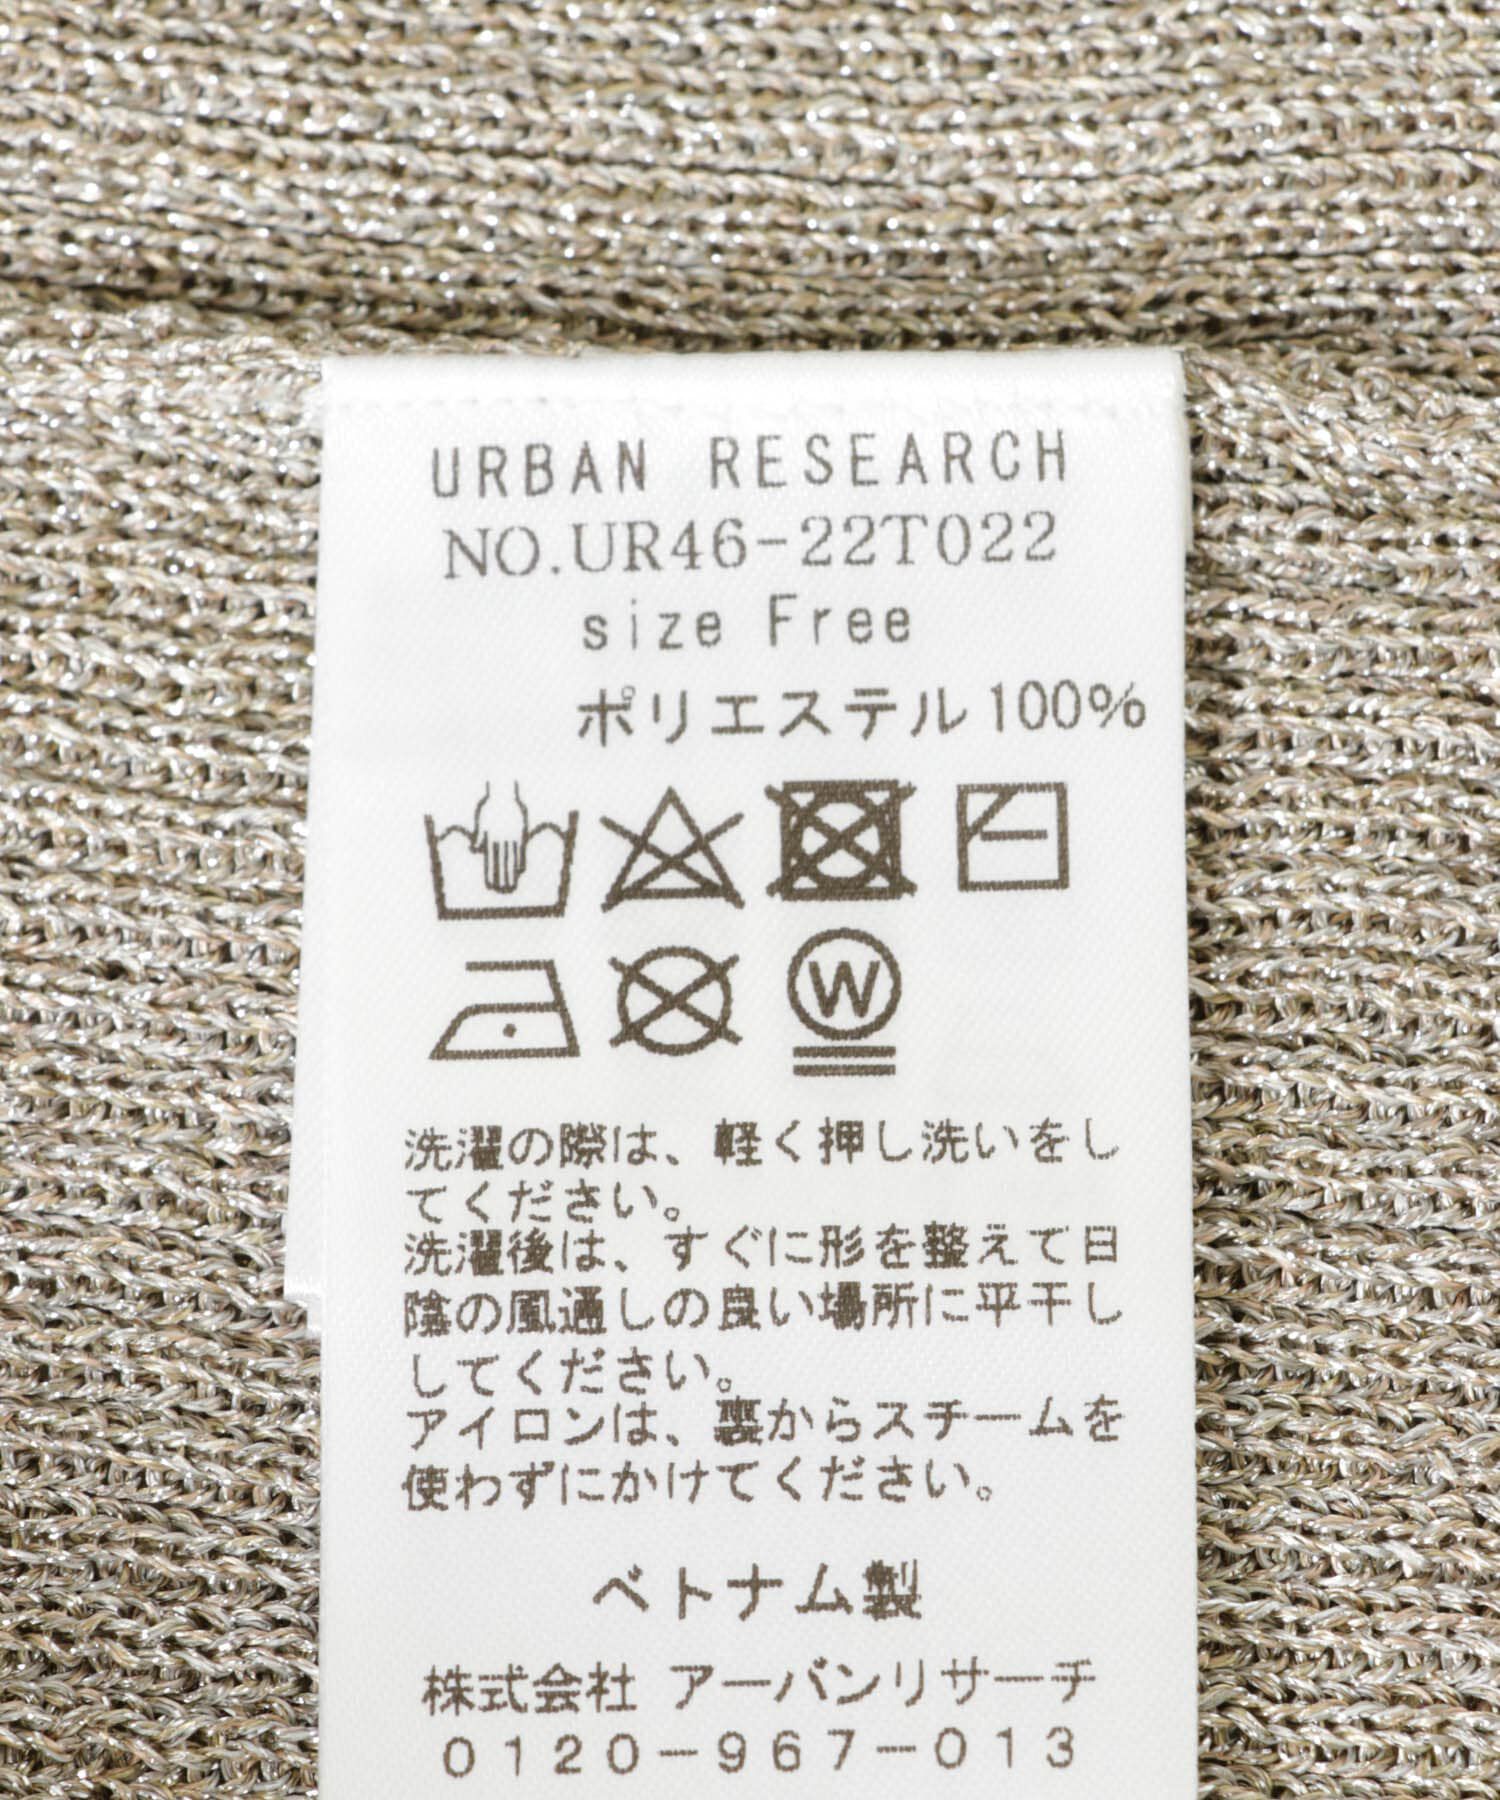 URBAN RESEARCH
NO.UR46-22T022
size Free
ポリエステル100%
W
洗濯の際は、軽く押し洗いをし
てください。
洗濯後は、すぐに形を整えて日
陰の風通しの良い場所に平干し
してください。
アイロンは、裏からスチームを
使わずにかけてください。
ベトナム製
株式会社 アーバンリサーチ
0120-967-013